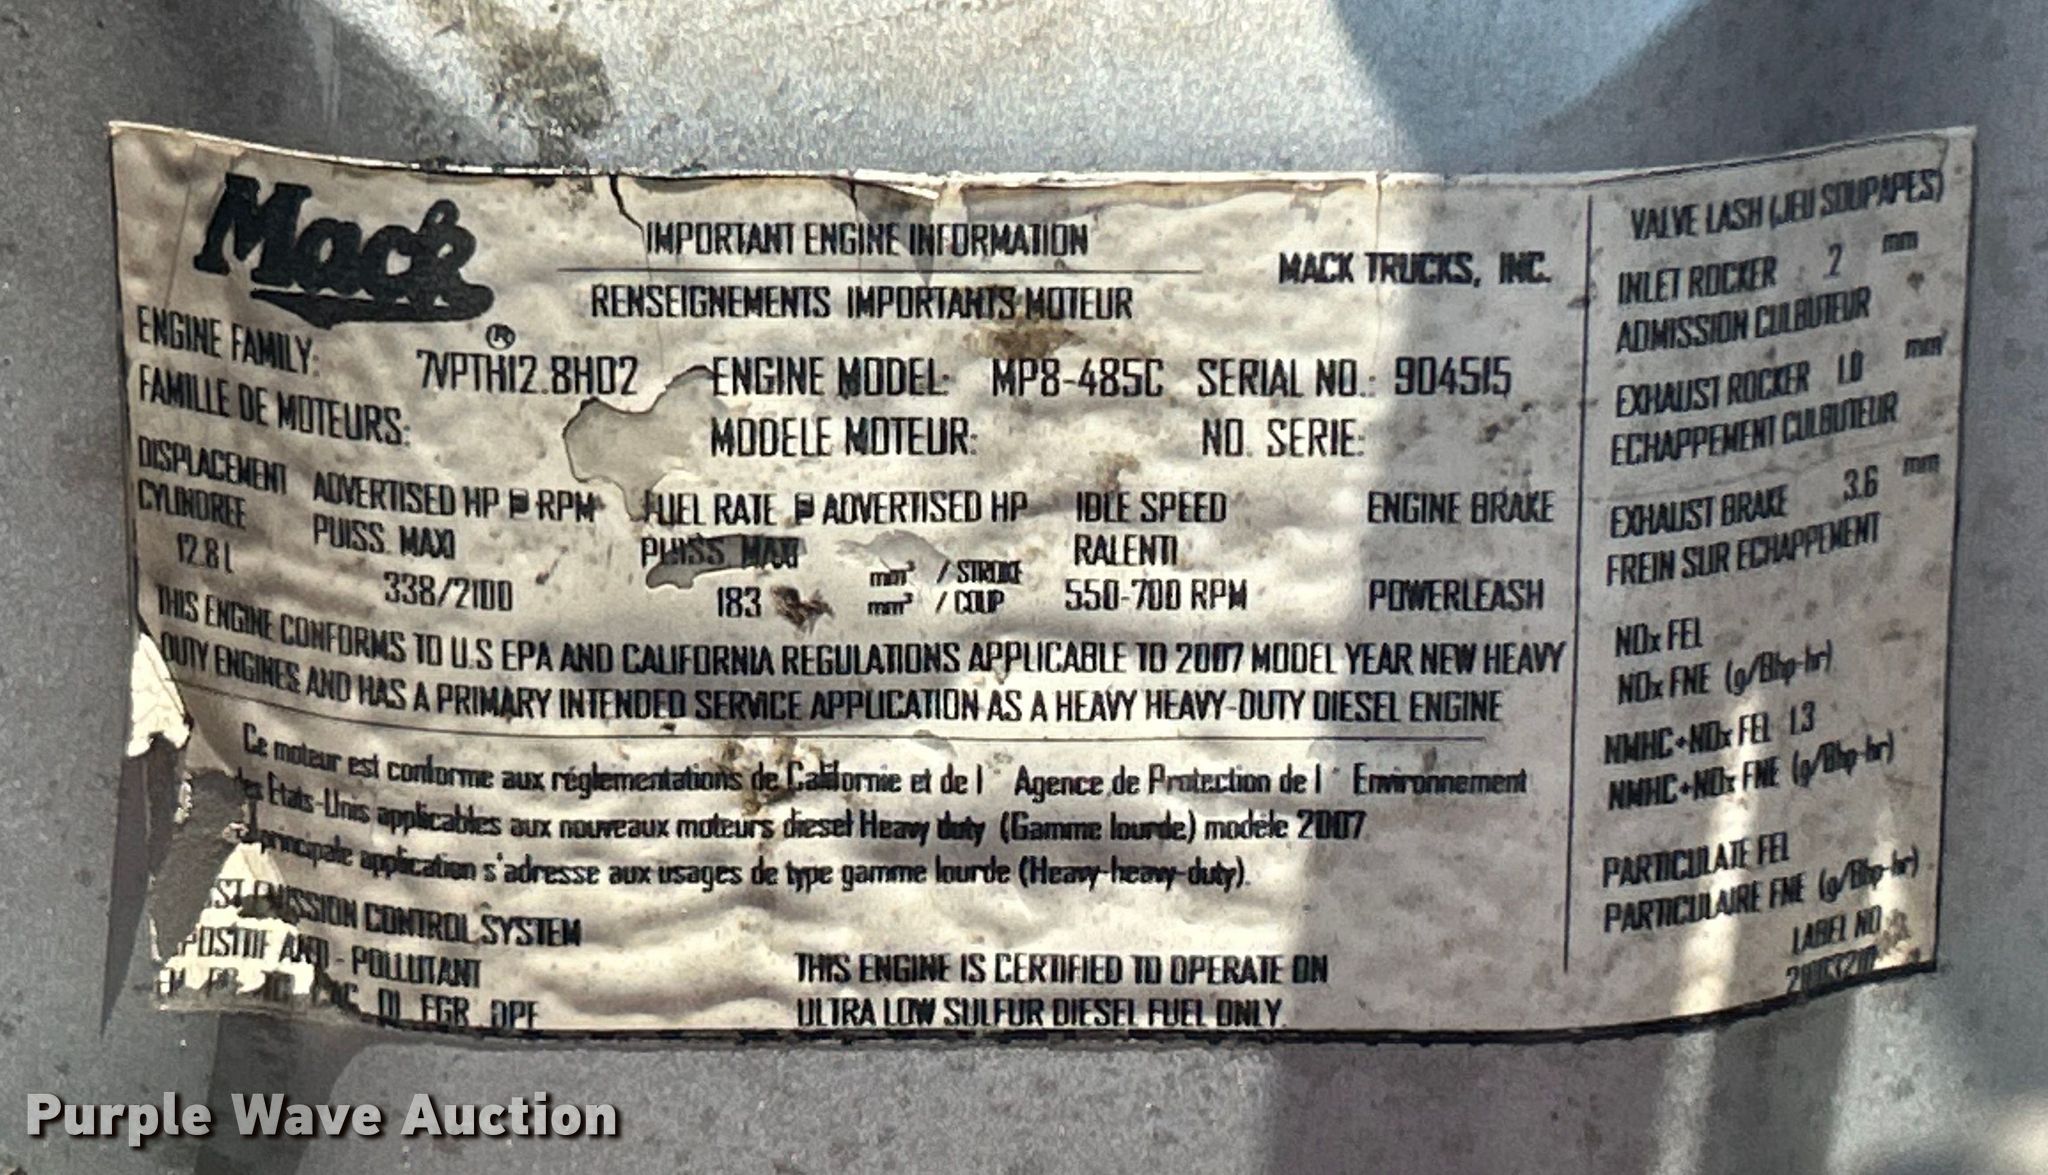 Mack
®
IMPORTANT ENGINE INFORMATION
RENSEIGNEMENTS IMPORTANTS MOTEUR
MACK TRUCKS, INC.
ENGINE FAMILY: 7VPTH12.8H02 ENGINE MODEL: MP8-485C SERIAL NO.: 904515
FAMILLE DE MOTEURS: MODELE MOTEUR: NO. SERIE:
DISPLACEMENT ADVERTISED HP @ RPM FUEL RATE @ ADVERTISED HP IDLE SPEED ENGINE BRAKE
CYLINDREE PUISS. MAXI PUISS MAXI RALENTI
12.8 L 338/2100 183 mm³ / STROKE 550-700 RPM POWERLEASH
mm³ / COUP
THIS ENGINE CONFORMS TO U.S EPA AND CALIFORNIA REGULATIONS APPLICABLE TO 2007 MODEL YEAR NEW HEAVY
DUTY ENGINES AND HAS A PRIMARY INTENDED SERVICE APPLICATION AS A HEAVY HEAVY-DUTY DIESEL ENGINE
Ce moteur est conforme aux réglementations de Californie et de l ' Agence de Protection de l ' Environnement
des Etats-Unis applicables aux nouveaux moteurs diesel Heavy duty (Gamme lourde) modèle 2007
principale application s'adresse aux usages de type gamme lourde (Heavy-heavy-duty).
EMISSION CONTROL SYSTEM
ANTI - POLLUTANT
DI EGR DPF
THIS ENGINE IS CERTIFIED TO OPERATE ON
ULTRA LOW SULFUR DIESEL FUEL ONLY.
VALVE LASH (JEU SOUPAPES)
INLET ROCKER 2 mm
ADMISSION CULBUTEUR
EXHAUST ROCKER 1.0 mm
ECHAPPEMENT CULBUTEUR
EXHAUST BRAKE 3.6 mm
FREIN SUR ECHAPPEMENT
NOx FEL
NOx FNE (g/Bhp-hr)
NMHC+NOx FEL 1.3
NMHC+NOx FNE (g/Bhp-hr)
PARTICULATE FEL
PARTICULAIRE FNE (g/Bhp-hr)
LABEL NO
Purple Wave Auction